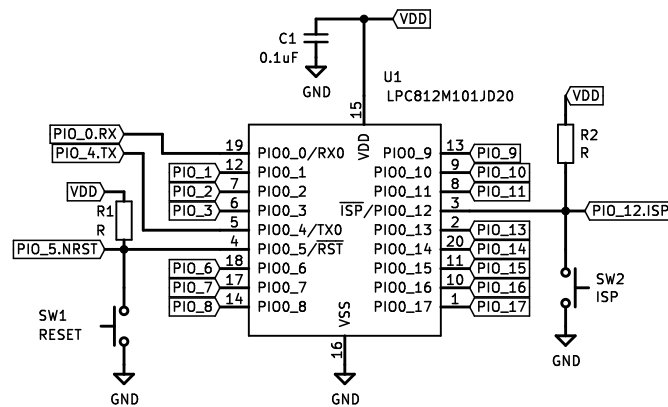 VDD
C1
0.1uF
GND
U1
LPC812M101JD20
15
VDD
VDD
R2
R
PIO_0.RX
PIO_4.TX
19 PIO0_0/RX0
PIO_1 12 PIO0_1
PIO_2 7 PIO0_2
PIO_3 6 PIO0_3
5 PIO0_4/TX0
4 PIO0_5/RST
PIO_6 18 PIO0_6
PIO_7 17 PIO0_7
PIO_8 14 PIO0_8
PIO0_9 13 PIO_9
PIO0_10 9 PIO_10
PIO0_11 8 PIO_11
ISP/PIO0_12 3 PIO_12.ISP
PIO0_13 2 PIO_13
PIO0_14 20 PIO_14
PIO0_15 11 PIO_15
PIO0_16 10 PIO_16
PIO0_17 1 PIO_17
VDD
R1
R
PIO_5.NRST
SW1
RESET
GND
VSS
16
GND
SW2
ISP
GND